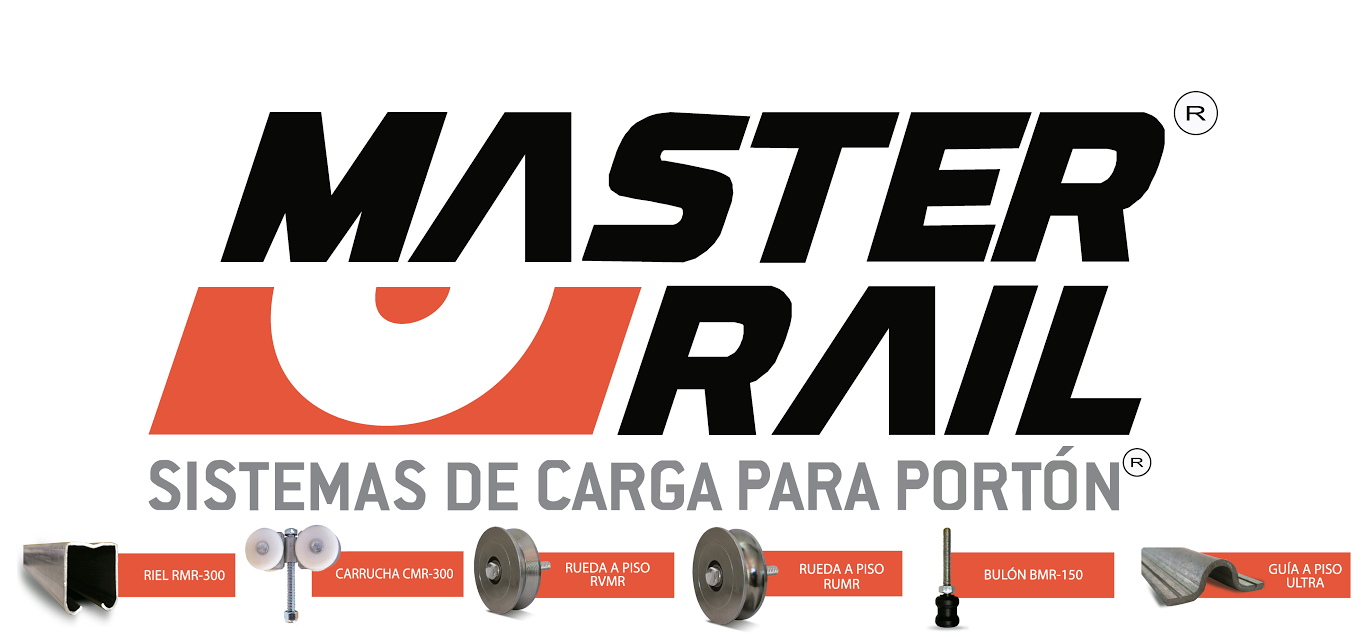 MASTER ®
RAIL
SISTEMAS DE CARGA PARA PORTÓN ®
RIEL RMR-300
CARRUCHA CMR-300
RUEDA A PISO
RVMR
RUEDA A PISO
RUMR
BULÓN BMR-150
GUÍA A PISO
ULTRA